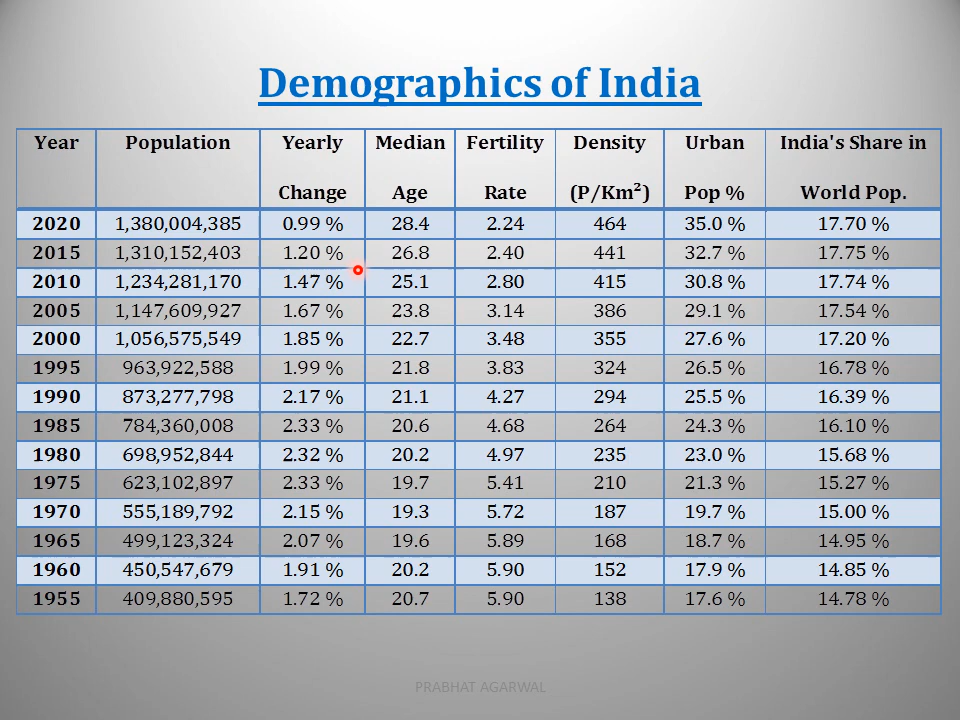 Demographics of India
Year Population Yearly Change Median Age Fertility Rate Density (P/Km²) Urban Pop % India's Share in World Pop.
2020 1,380,004,385 0.99 % 28.4 2.24 464 35.0 % 17.70 %
2015 1,310,152,403 1.20 % 26.8 2.40 441 32.7 % 17.75 %
2010 1,234,281,170 1.47 % 25.1 2.80 415 30.8 % 17.74 %
2005 1,147,609,927 1.67 % 23.8 3.14 386 29.1 % 17.54 %
2000 1,056,575,549 1.85 % 22.7 3.48 355 27.6 % 17.20 %
1995 963,922,588 1.99 % 21.8 3.83 324 26.5 % 16.78 %
1990 873,277,798 2.17 % 21.1 4.27 294 25.5 % 16.39 %
1985 784,360,008 2.33 % 20.6 4.68 264 24.3 % 16.10 %
1980 698,952,844 2.32 % 20.2 4.97 235 23.0 % 15.68 %
1975 623,102,897 2.33 % 19.7 5.41 210 21.3 % 15.27 %
1970 555,189,792 2.15 % 19.3 5.72 187 19.7 % 15.00 %
1965 499,123,324 2.07 % 19.6 5.89 168 18.7 % 14.95 %
1960 450,547,679 1.91 % 20.2 5.90 152 17.9 % 14.85 %
1955 409,880,595 1.72 % 20.7 5.90 138 17.6 % 14.78 %
PRABHAT AGARWAL